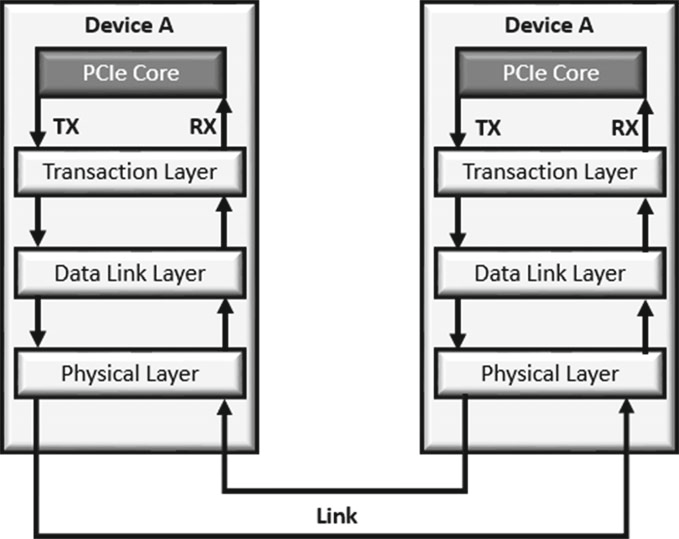 Device A
PCIe Core
TX
RX
Transaction Layer
Data Link Layer
Physical Layer
Device A
PCIe Core
TX
RX
Transaction Layer
Data Link Layer
Physical Layer
Link